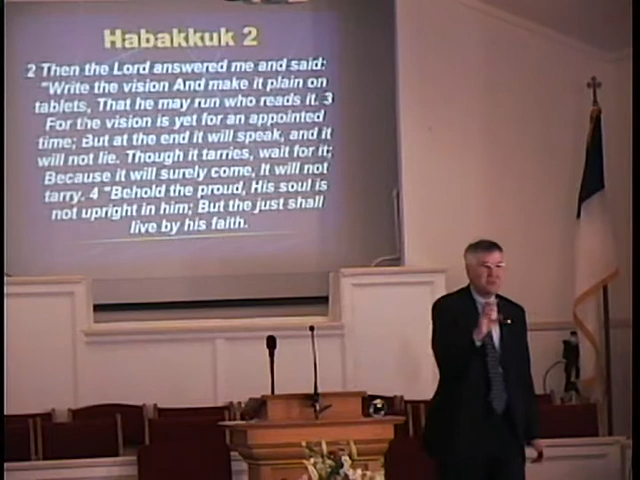 Habakkuk 2
2 Then the Lord answered me and said:
"Write the vision And make it plain on
tablets, That he may run who reads it. 3
For the vision is yet for an appointed
time; But at the end it will speak, and it
will not lie. Though it tarries, wait for it;
Because it will surely come, It will not
tarry. 4 "Behold the proud, His soul is
not upright in him; But the just shall
live by his faith.